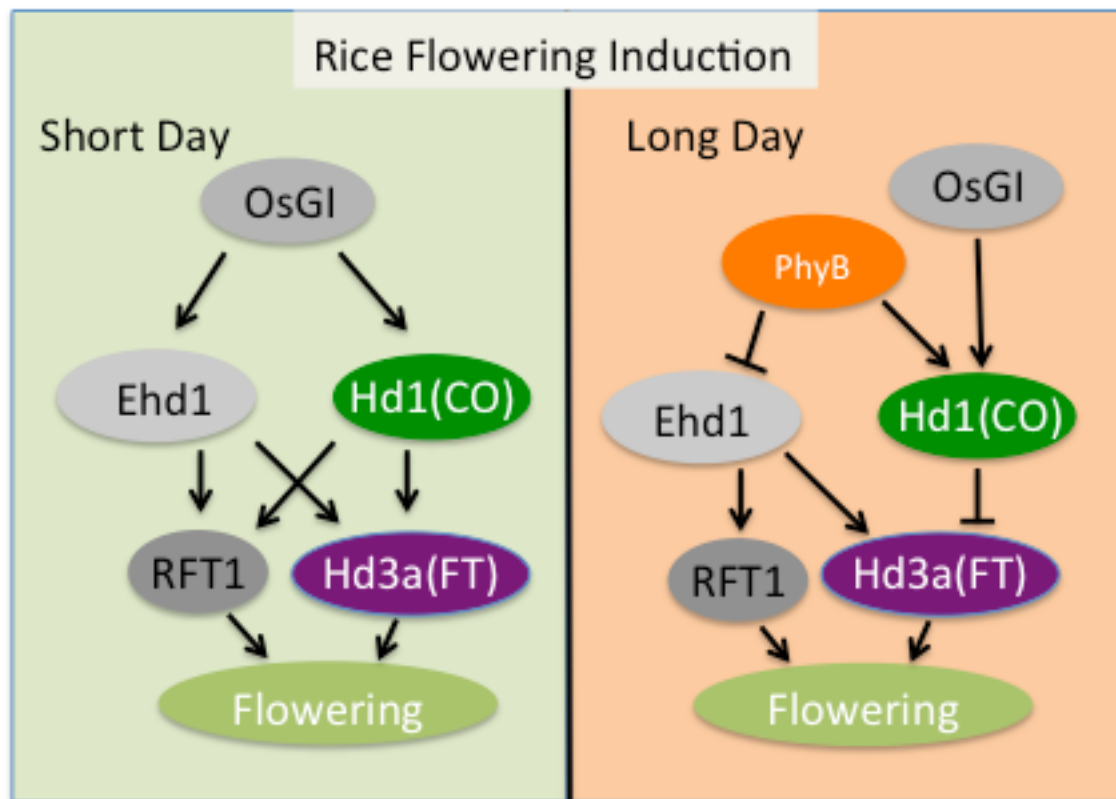 Rice Flowering Induction
Short Day
OsGI
Ehd1
Hd1(CO)
RFT1
Hd3a(FT)
Flowering
Long Day
OsGI
PhyB
Ehd1
Hd1(CO)
RFT1
Hd3a(FT)
Flowering